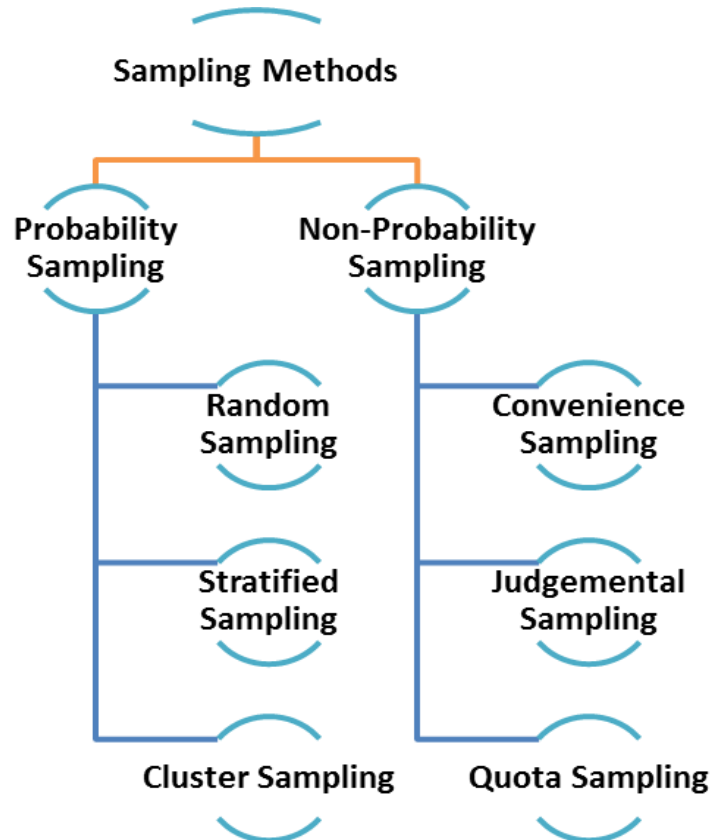 Sampling Methods
Probability
Sampling
Non-Probability
Sampling
Random
Sampling
Stratified
Sampling
Cluster Sampling
Convenience
Sampling
Judgemental
Sampling
Quota Sampling